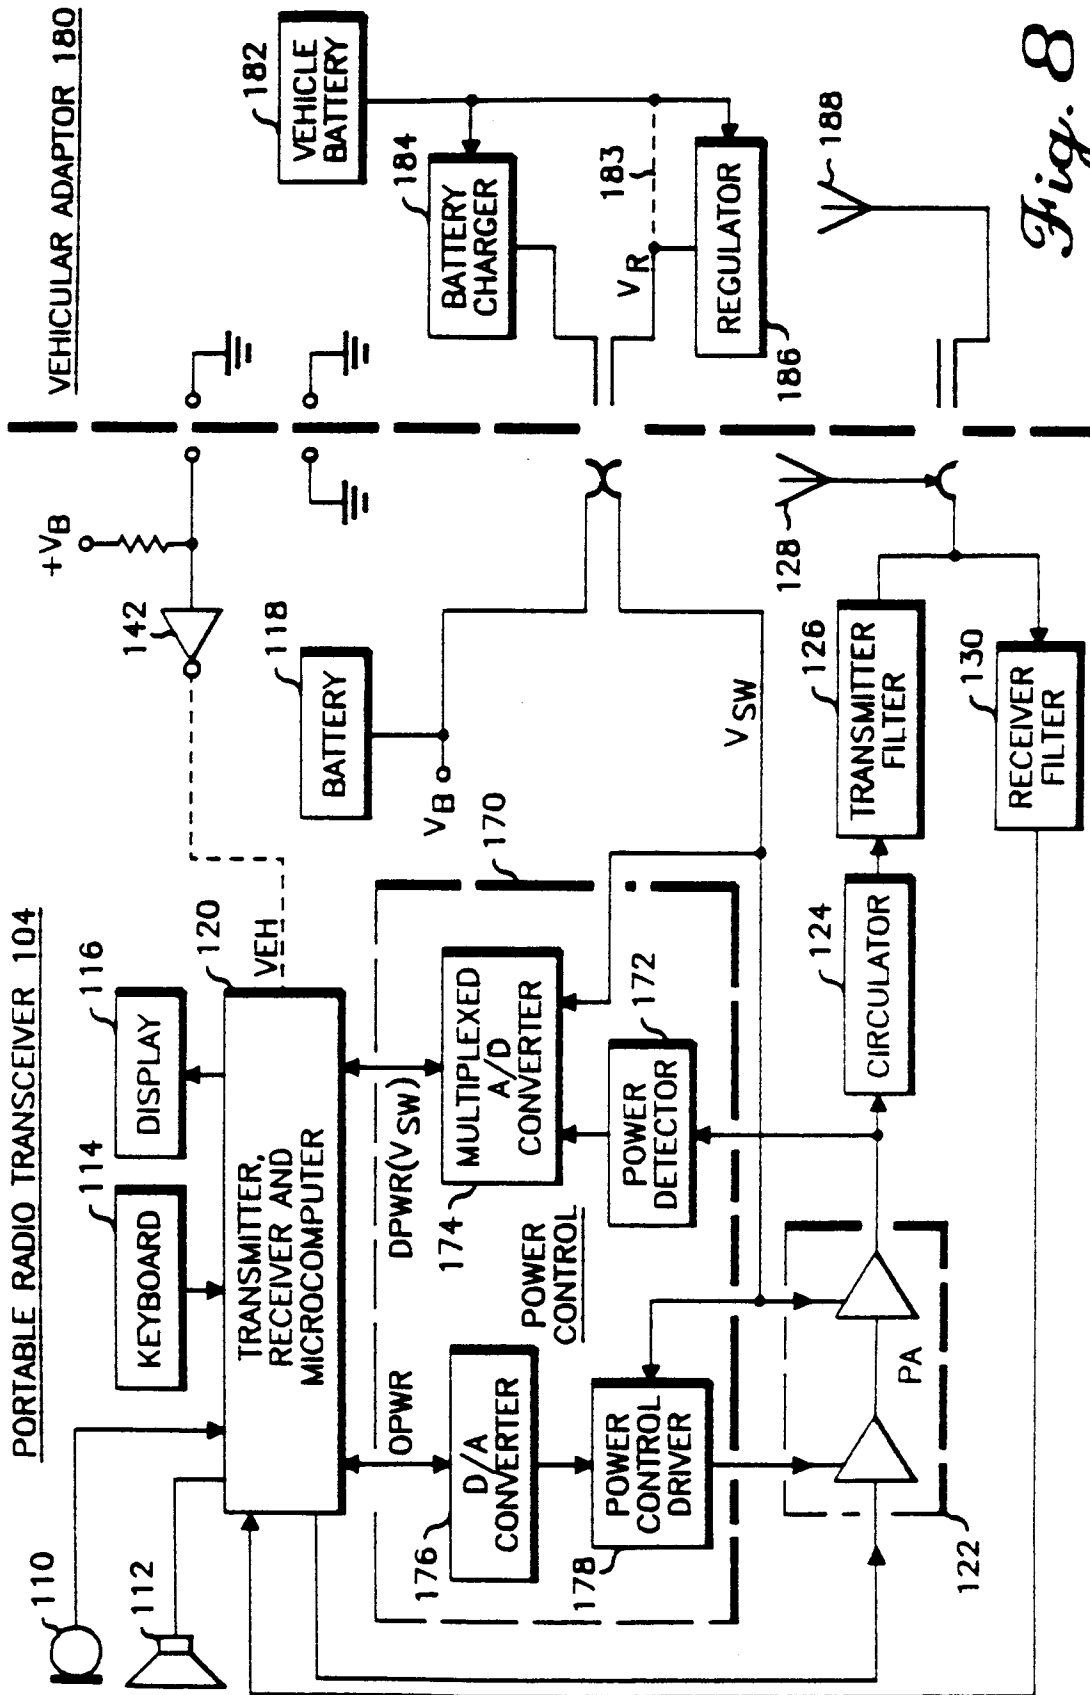 PORTABLE RADIO TRANSCEIVER 104
VEHICULAR ADAPTOR 180
110
112
114
KEYBOARD
116
DISPLAY
120
TRANSMITTER,
RECEIVER AND
MICROCOMPUTER
VEH
142
+VB
118
BATTERY
VB
182
VEHICLE
BATTERY
184
BATTERY
CHARGER
183
VR
REGULATOR
186
188
OPWR
DPWR(VSW)
170
176
D/A
CONVERTER
174
MULTIPLEXED
A/D
CONVERTER
POWER
CONTROL
178
POWER
CONTROL
DRIVER
172
POWER
DETECTOR
VSW
122
PA
124
CIRCULATOR
126
TRANSMITTER
FILTER
128
130
RECEIVER
FILTER
Fig. 8